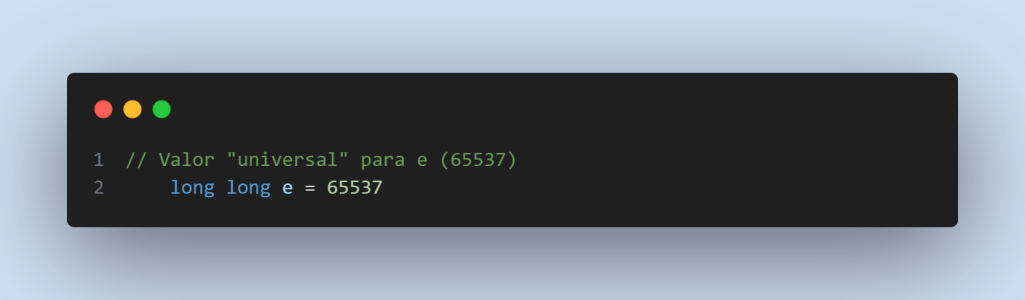 1 // Valor "universal" para e (65537)
2 long long e = 65537